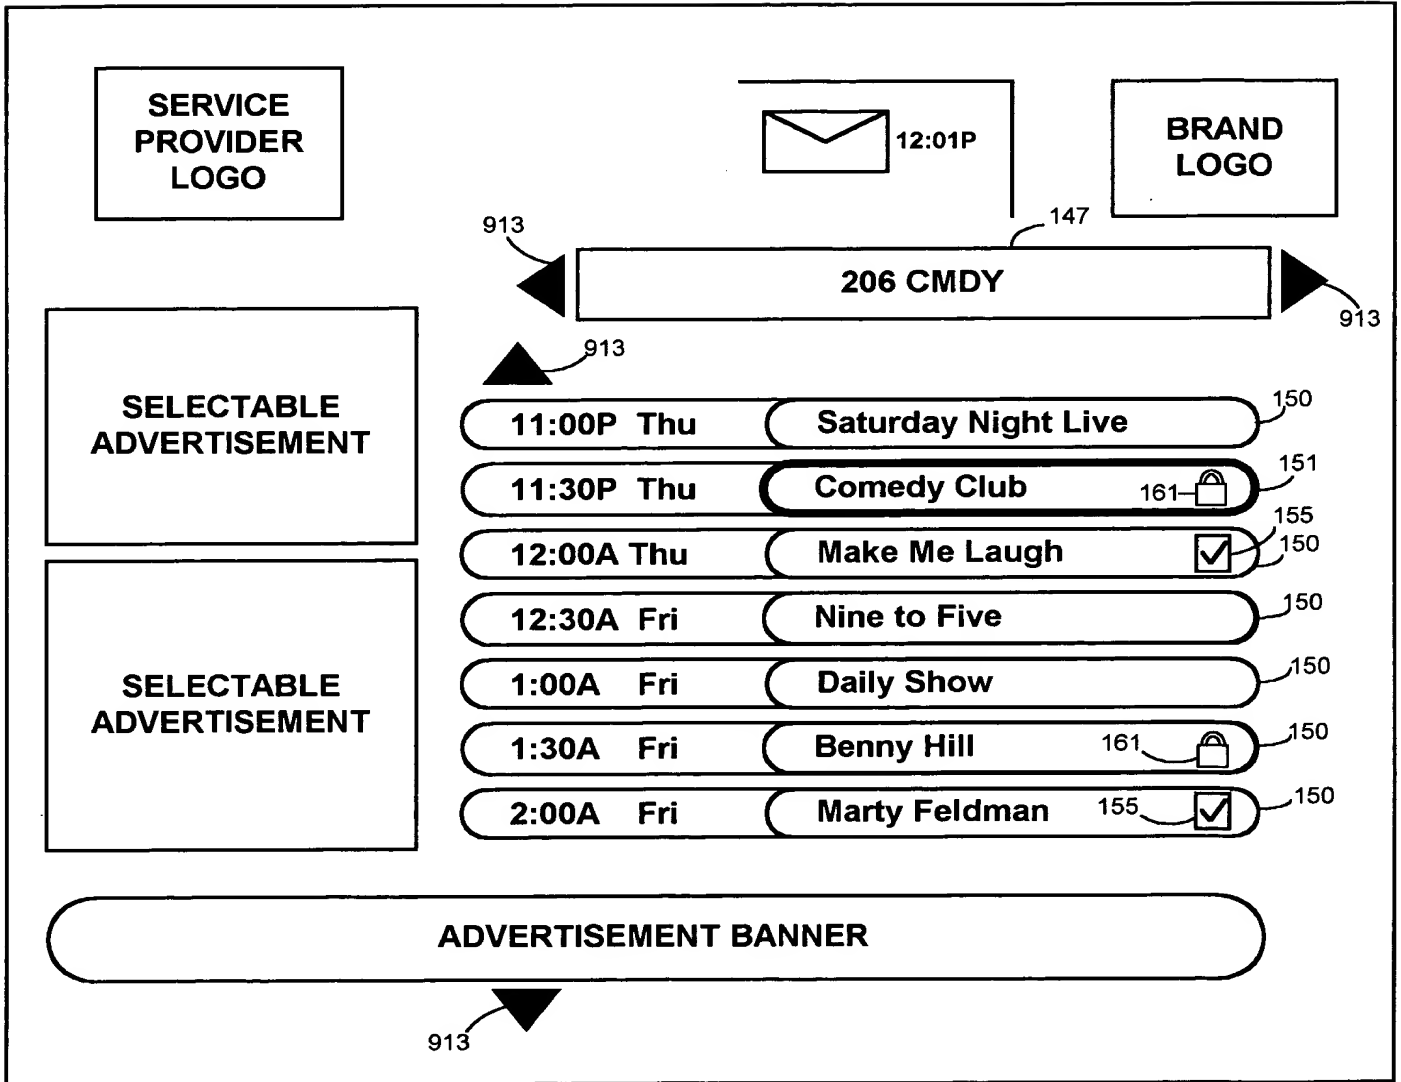 SERVICE
PROVIDER
LOGO
12:01P
BRAND
LOGO
913
147
206 CMDY
913
913
SELECTABLE
ADVERTISEMENT
11:00P Thu Saturday Night Live 150
11:30P Thu Comedy Club 161 151
12:00A Thu Make Me Laugh 155 150
12:30A Fri Nine to Five 150
1:00A Fri Daily Show 150
SELECTABLE
ADVERTISEMENT
1:30A Fri Benny Hill 161 150
2:00A Fri Marty Feldman 155 150
ADVERTISEMENT BANNER
913